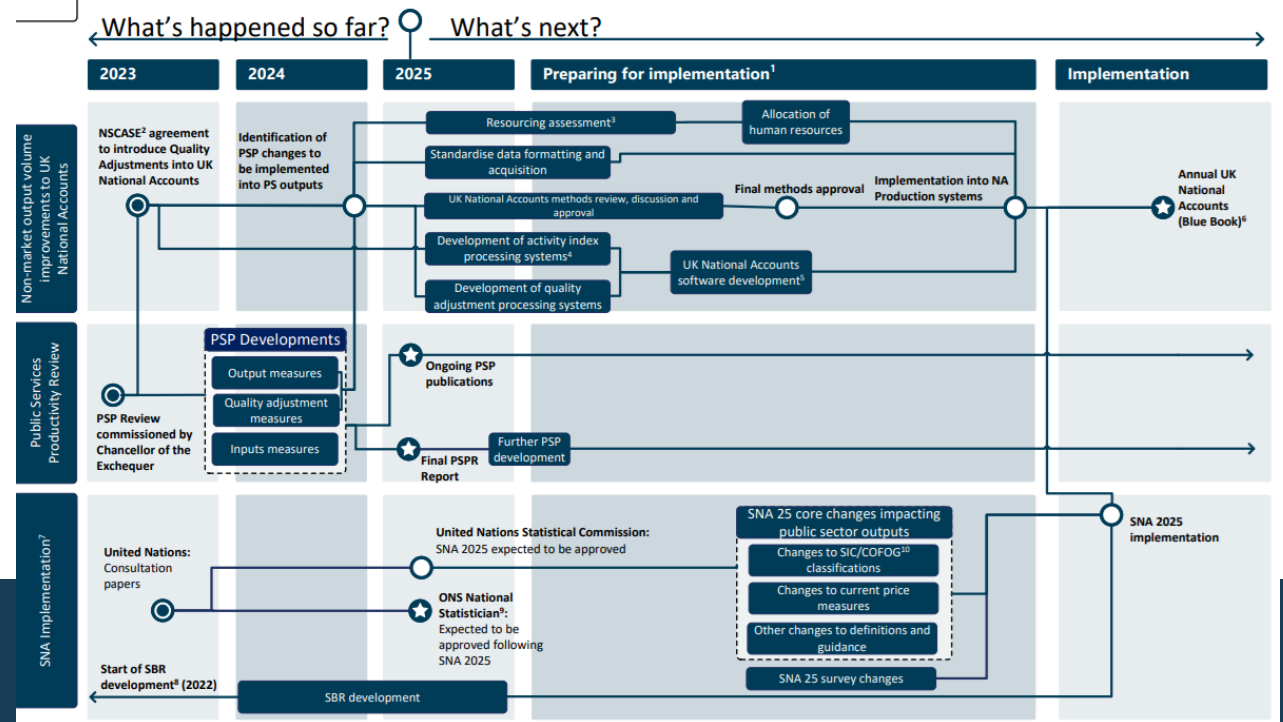 What's happened so far?
What's next?
2023
2024
2025
Preparing for implementation¹
Implementation
Non-market output volume
improvements to UK
National Accounts
NSCASE² agreement
to introduce Quality
Adjustments into UK
National Accounts
Identification of
PSP changes to
be implemented
into PS outputs
Resourcing assessment³
Allocation of
human resources
Standardise data formatting and
acquisition
UK National Accounts methods review, discussion and
approval
Final methods approval
Implementation into NA
Production systems
Development of activity index
processing systems⁴
Development of quality
adjustment processing systems
UK National Accounts
software development⁵
Annual UK
National
Accounts
(Blue Book)⁶
Public Services
Productivity Review
PSP Review
commissioned by
Chancellor of the
Exchequer
PSP Developments
Output measures
Quality adjustment
measures
Inputs measures
Ongoing PSP
publications
Final PSPR
Report
Further PSP
development
SNA Implementation⁷
United Nations:
Consultation
papers
United Nations Statistical Commission:
SNA 2025 expected to be approved
ONS National
Statistician⁹:
Expected to be
approved following
SNA 2025
SNA 25 core changes impacting
public sector outputs
Changes to SIC/COFOG¹⁰
classifications
Changes to current price
measures
Other changes to definitions and
guidance
SNA 25 survey changes
SNA 2025
implementation
Start of SBR
development⁸ (2022)
SBR development